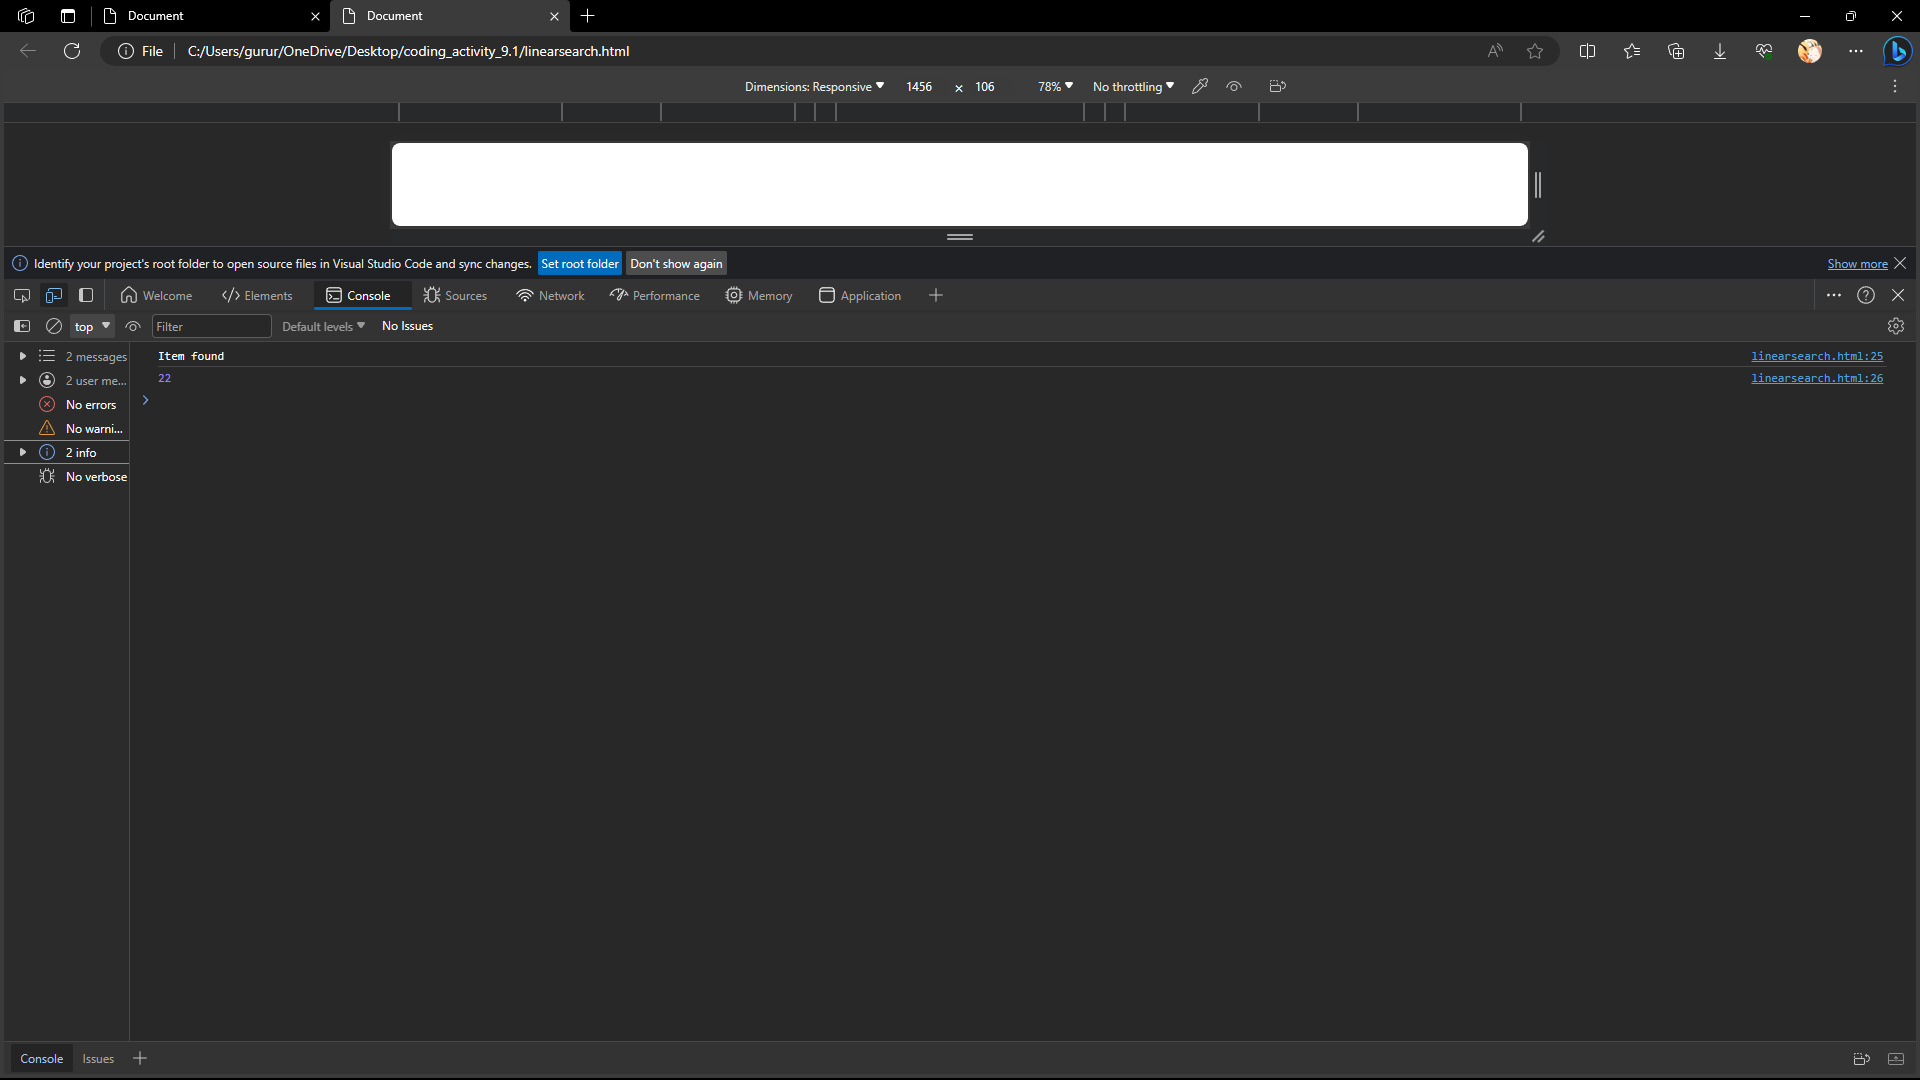 Document
Document
File
C:/Users/gurur/OneDrive/Desktop/coding_activity_9.1/linearsearch.html
Dimensions: Responsive 1456 × 106 78% No throttling
Identify your project's root folder to open source files in Visual Studio Code and sync changes. Set root folder Don't show again Show more
Welcome Elements Console Sources Network Performance Memory Application
top Filter Default levels No Issues
2 messages
2 user me...
No errors
No warni...
2 info
No verbose
Item found linearsearch.html:25
22 linearsearch.html:26
Console Issues